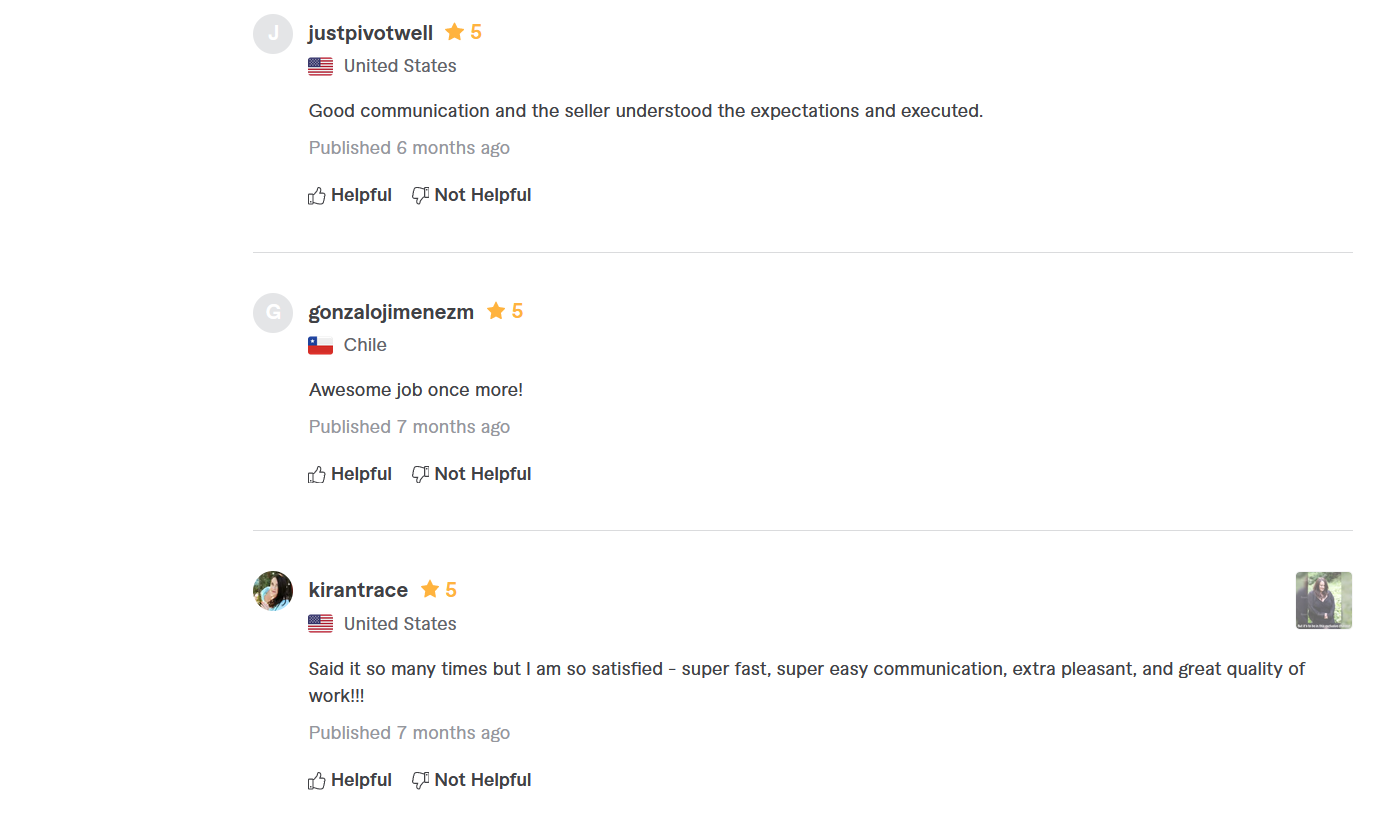 J
justpivotwell 5
United States
Good communication and the seller understood the expectations and executed.
Published 6 months ago
Helpful Not Helpful
G
gonzalojimenezm 5
Chile
Awesome job once more!
Published 7 months ago
Helpful Not Helpful
kirantrace 5
United States
Said it so many times but I am so satisfied - super fast, super easy communication, extra pleasant, and great quality of
work!!!
Published 7 months ago
Helpful Not Helpful